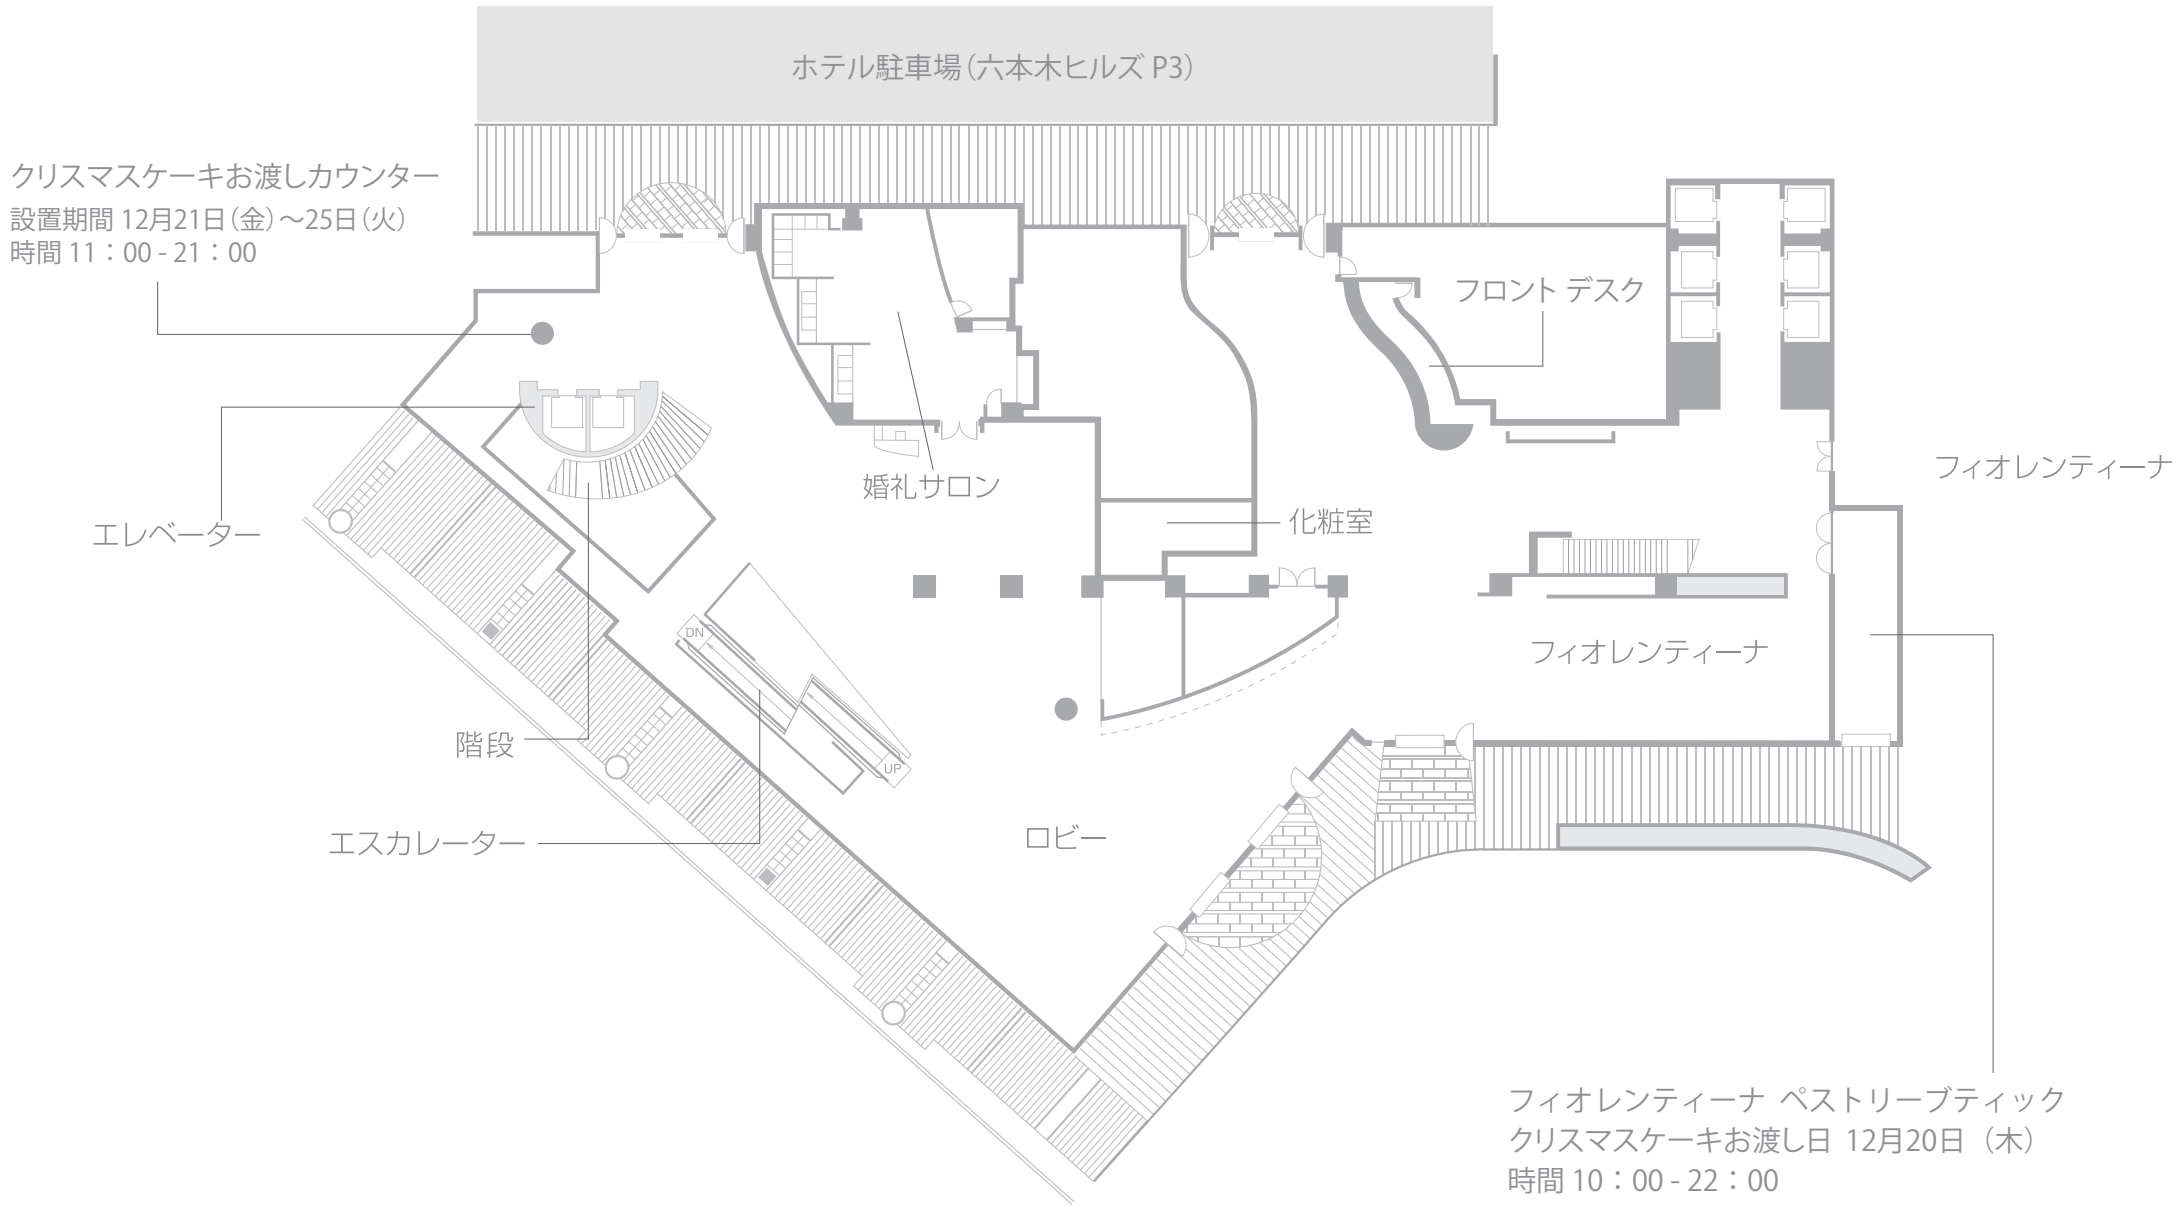 ホテル駐車場（六本木ヒルズ P3）
クリスマスケーキお渡しカウンター
設置期間 12月21日（金）〜25日（火）
時間 11：00 - 21：00
フロント デスク
フィオレンティーナ
婚礼サロン
化粧室
エレベーター
DN
フィオレンティーナ
階段
UP
エスカレーター
ロビー
フィオレンティーナ ペストリーブティック
クリスマスケーキお渡し日 12月20日（木）
時間 10：00 - 22：00